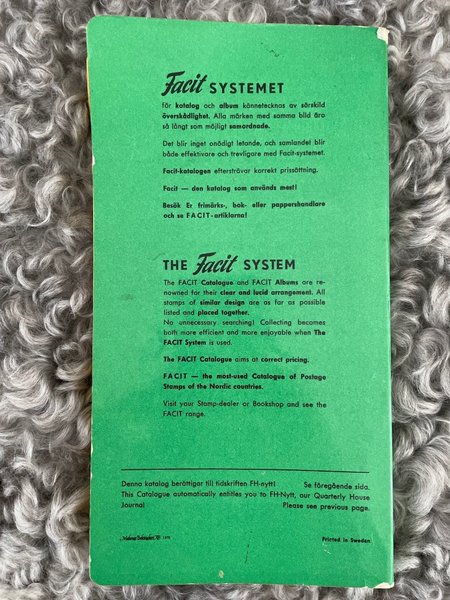 Facit SYSTEMET
för katalog och album kännetecknas av särskild
överskådlighet. Alla märken med samma bild äro
så långt som möjligt samordnade.
Det blir inget onödigt letande, och samlandet blir
både effektivare och trevligare med Facit-systemet.
Facit-katalogen eftersträvar korrekt prissättning.
Facit — den katalog som används mest!
Besök Er frimärks-, bok- eller pappershandlare
och se FACIT-artiklarna!
THE Facit SYSTEM
The FACIT Catalogue and FACIT Albums are re-
nowned for their clear and lucid arrangement. All
stamps of similar design are as far as possible
listed and placed together.
No unnecessary searching! Collecting becomes
both more efficient and more enjoyable when The
FACIT System is used.
The FACIT Catalogue aims at correct pricing.
FACIT — the most-used Catalogue of Postage
Stamps of the Nordic countries.
Visit your Stamp-dealer or Bookshop and see the
FACIT range.
Denna katalog berättigar till tidskriften FH-nytt! Se föregående sida.
This Catalogue automatically entitles you to FH-Nytt, our Quarterly House
Journal Please see previous page.
Printed in Sweden